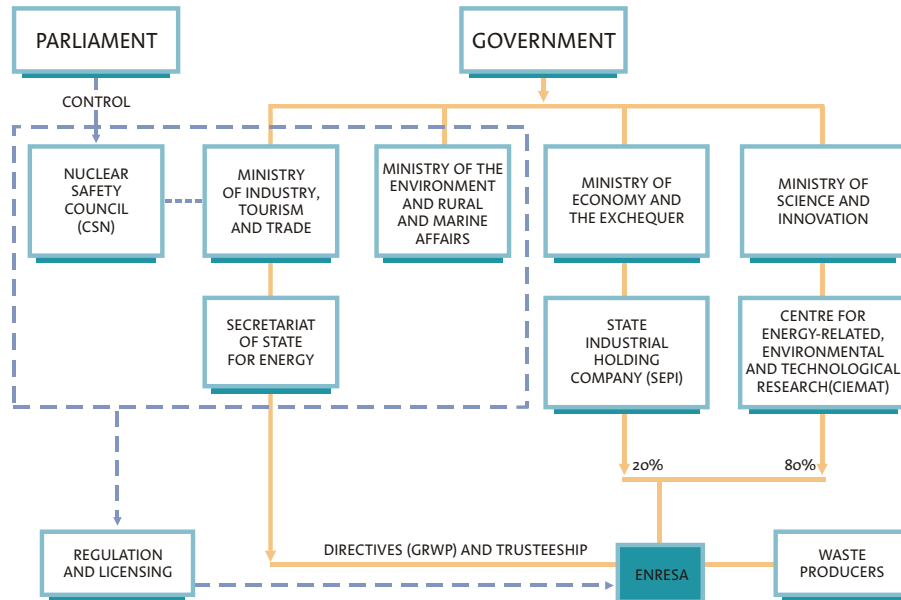 PARLIAMENT
GOVERNMENT
CONTROL
NUCLEAR
SAFETY
COUNCIL
(CSN)
MINISTRY
OF INDUSTRY,
TOURISM
AND TRADE
MINISTRY OF THE
ENVIRONMENT
AND RURAL
AND MARINE
AFFAIRS
MINISTRY OF
ECONOMY AND
THE EXCHEQUER
MINISTRY OF
SCIENCE AND
INNOVATION
SECRETARIAT
OF STATE
FOR ENERGY
STATE
INDUSTRIAL
HOLDING
COMPANY (SEPI)
CENTRE FOR
ENERGY-RELATED,
ENVIRONMENTAL
AND TECHNOLOGICAL
RESEARCH(CIEMAT)
20%
80%
REGULATION
AND LICENSING
DIRECTIVES (GRWP) AND TRUSTEESHIP
ENRESA
WASTE
PRODUCERS